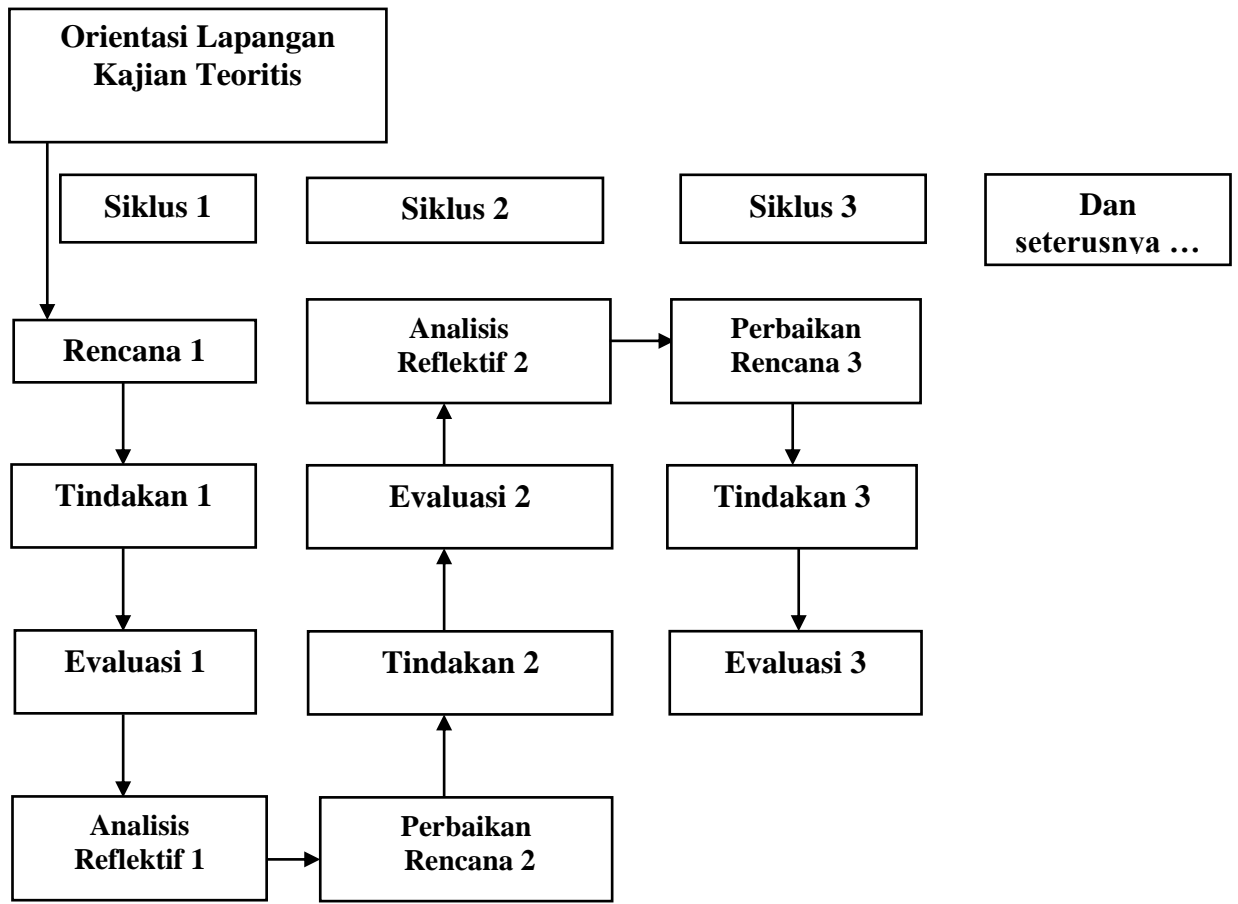 Orientasi Lapangan
Kajian Teoritis
Siklus 1
Siklus 2
Siklus 3
Dan
seterusnya …
Rencana 1
Analisis
Reflektif 2
Perbaikan
Rencana 3
Tindakan 1
Evaluasi 2
Tindakan 3
Evaluasi 1
Tindakan 2
Evaluasi 3
Analisis
Reflektif 1
Perbaikan
Rencana 2